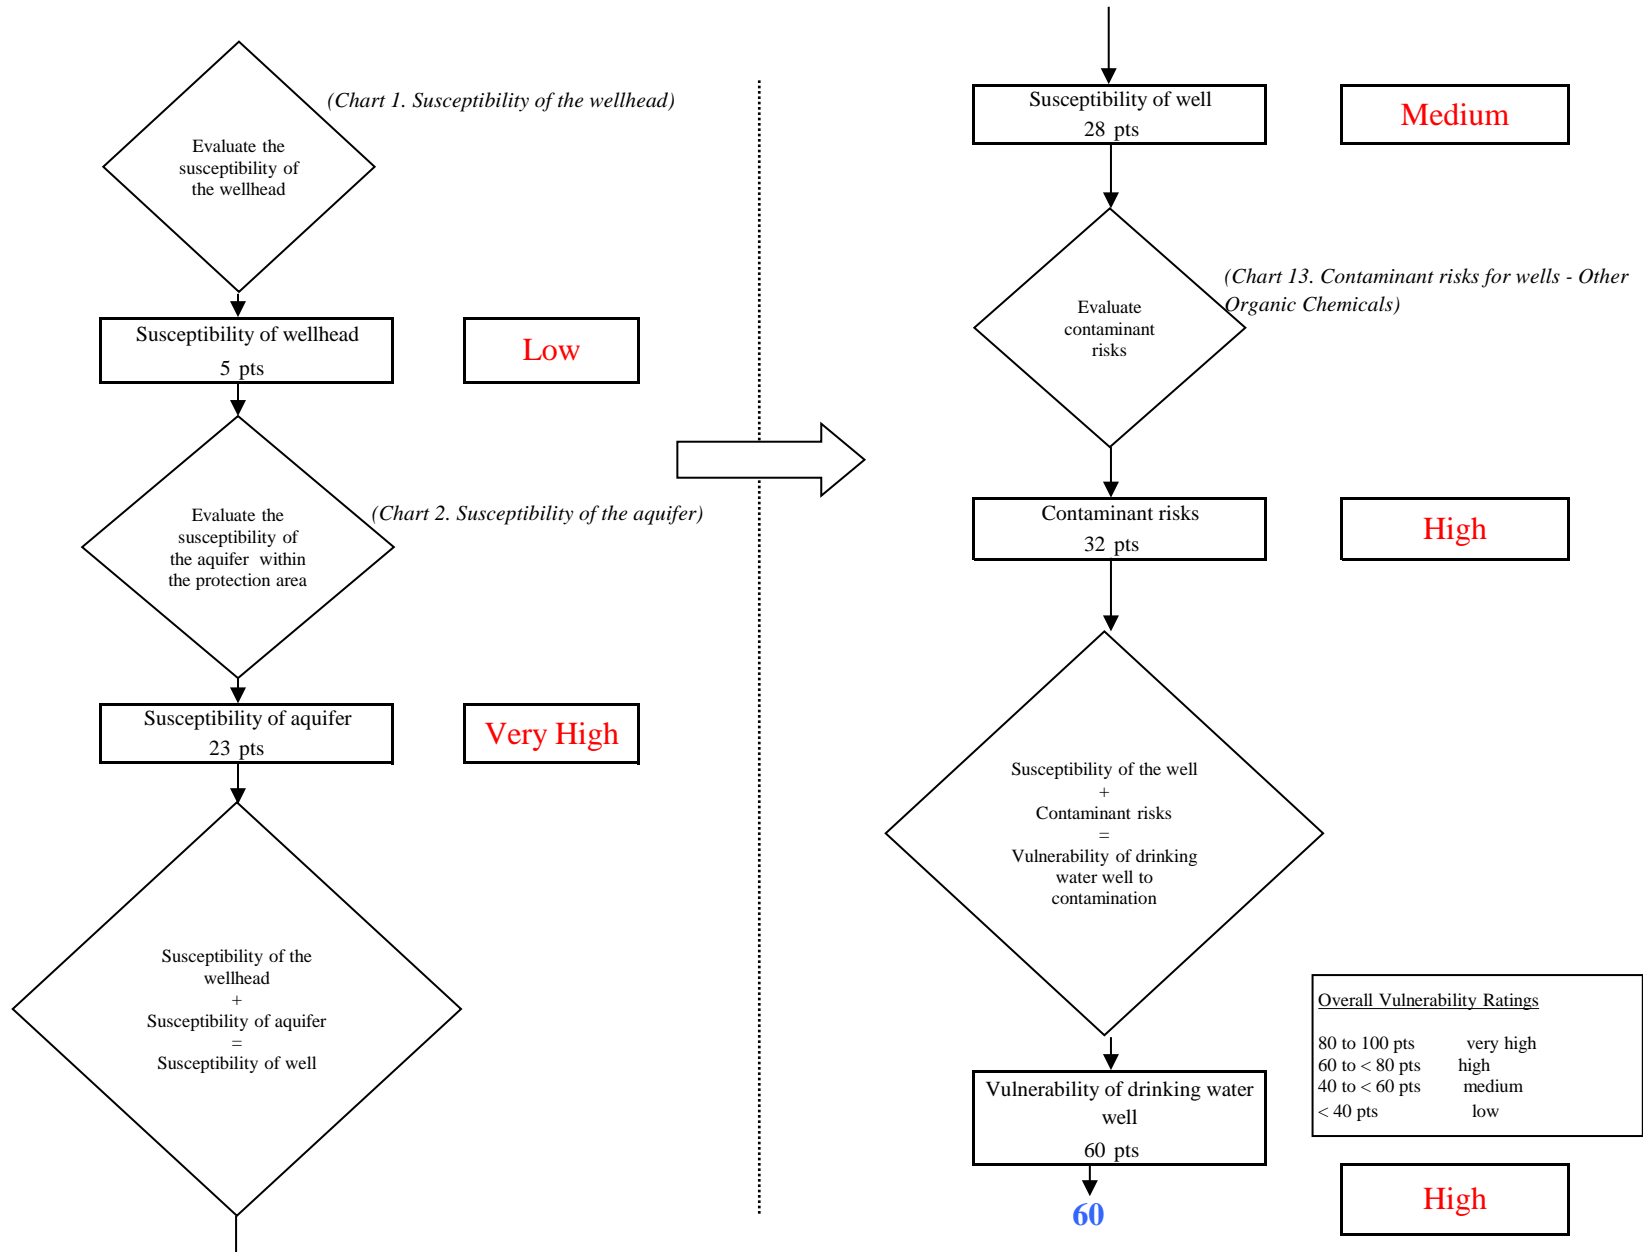 (Chart 1. Susceptibility of the wellhead)
Evaluate the
susceptibility of
the wellhead
Susceptibility of wellhead
5 pts
Low
(Chart 2. Susceptibility of the aquifer)
Evaluate the
susceptibility of
the aquifer within
the protection area
Susceptibility of aquifer
23 pts
Very High
Susceptibility of the
wellhead
+
Susceptibility of aquifer
=
Susceptibility of well
Susceptibility of well
28 pts
Medium
(Chart 13. Contaminant risks for wells - Other
Organic Chemicals)
Evaluate
contaminant
risks
Contaminant risks
32 pts
High
Susceptibility of the well
+
Contaminant risks
=
Vulnerability of drinking
water well to
contamination
Overall Vulnerability Ratings
80 to 100 pts very high
60 to < 80 pts high
40 to < 60 pts medium
< 40 pts low
Vulnerability of drinking water
well
60 pts
60
High